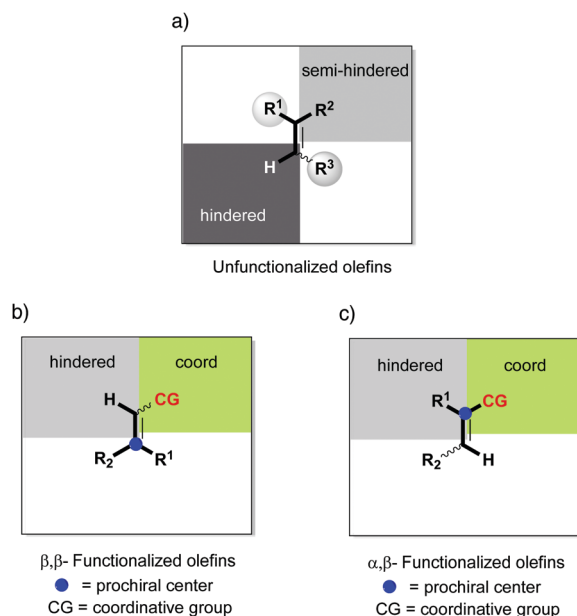 a)
semi-hindered
R¹ R²
H R³
hindered
Unfunctionalized olefins
b)
hindered coord
H CG
R₂ R¹
β,β- Functionalized olefins
= prochiral center
CG = coordinative group
c)
hindered coord
R¹ CG
R₂ H
α,β- Functionalized olefins
= prochiral center
CG = coordinative group